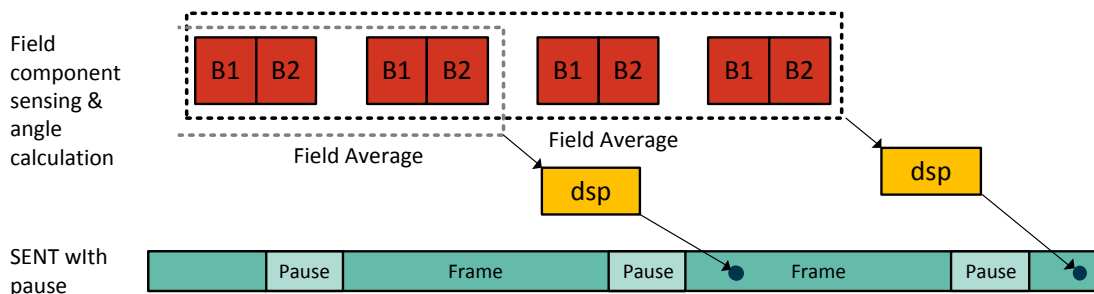 Field
component
sensing &
angle
calculation
B1 B2 B1 B2 B1 B2 B1 B2
Field Average
Field Average
dsp
dsp
SENT wIth
pause
Pause Frame Pause Frame Pause